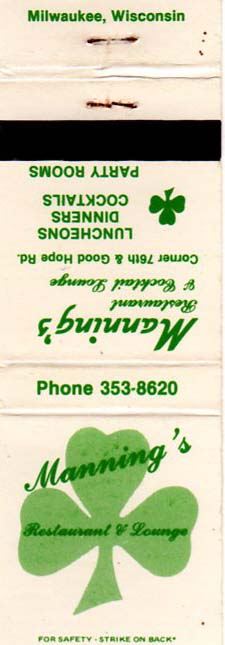 Milwaukee, Wisconsin
Manning's
Restaurant
& Cocktail Lounge
Corner 76th & Good Hope Rd.
LUNCHEONS
DINNERS
COCKTAILS
PARTY ROOMS
Phone 353-8620
Manning's
Restaurant & Lounge
FOR SAFETY - STRIKE ON BACK*